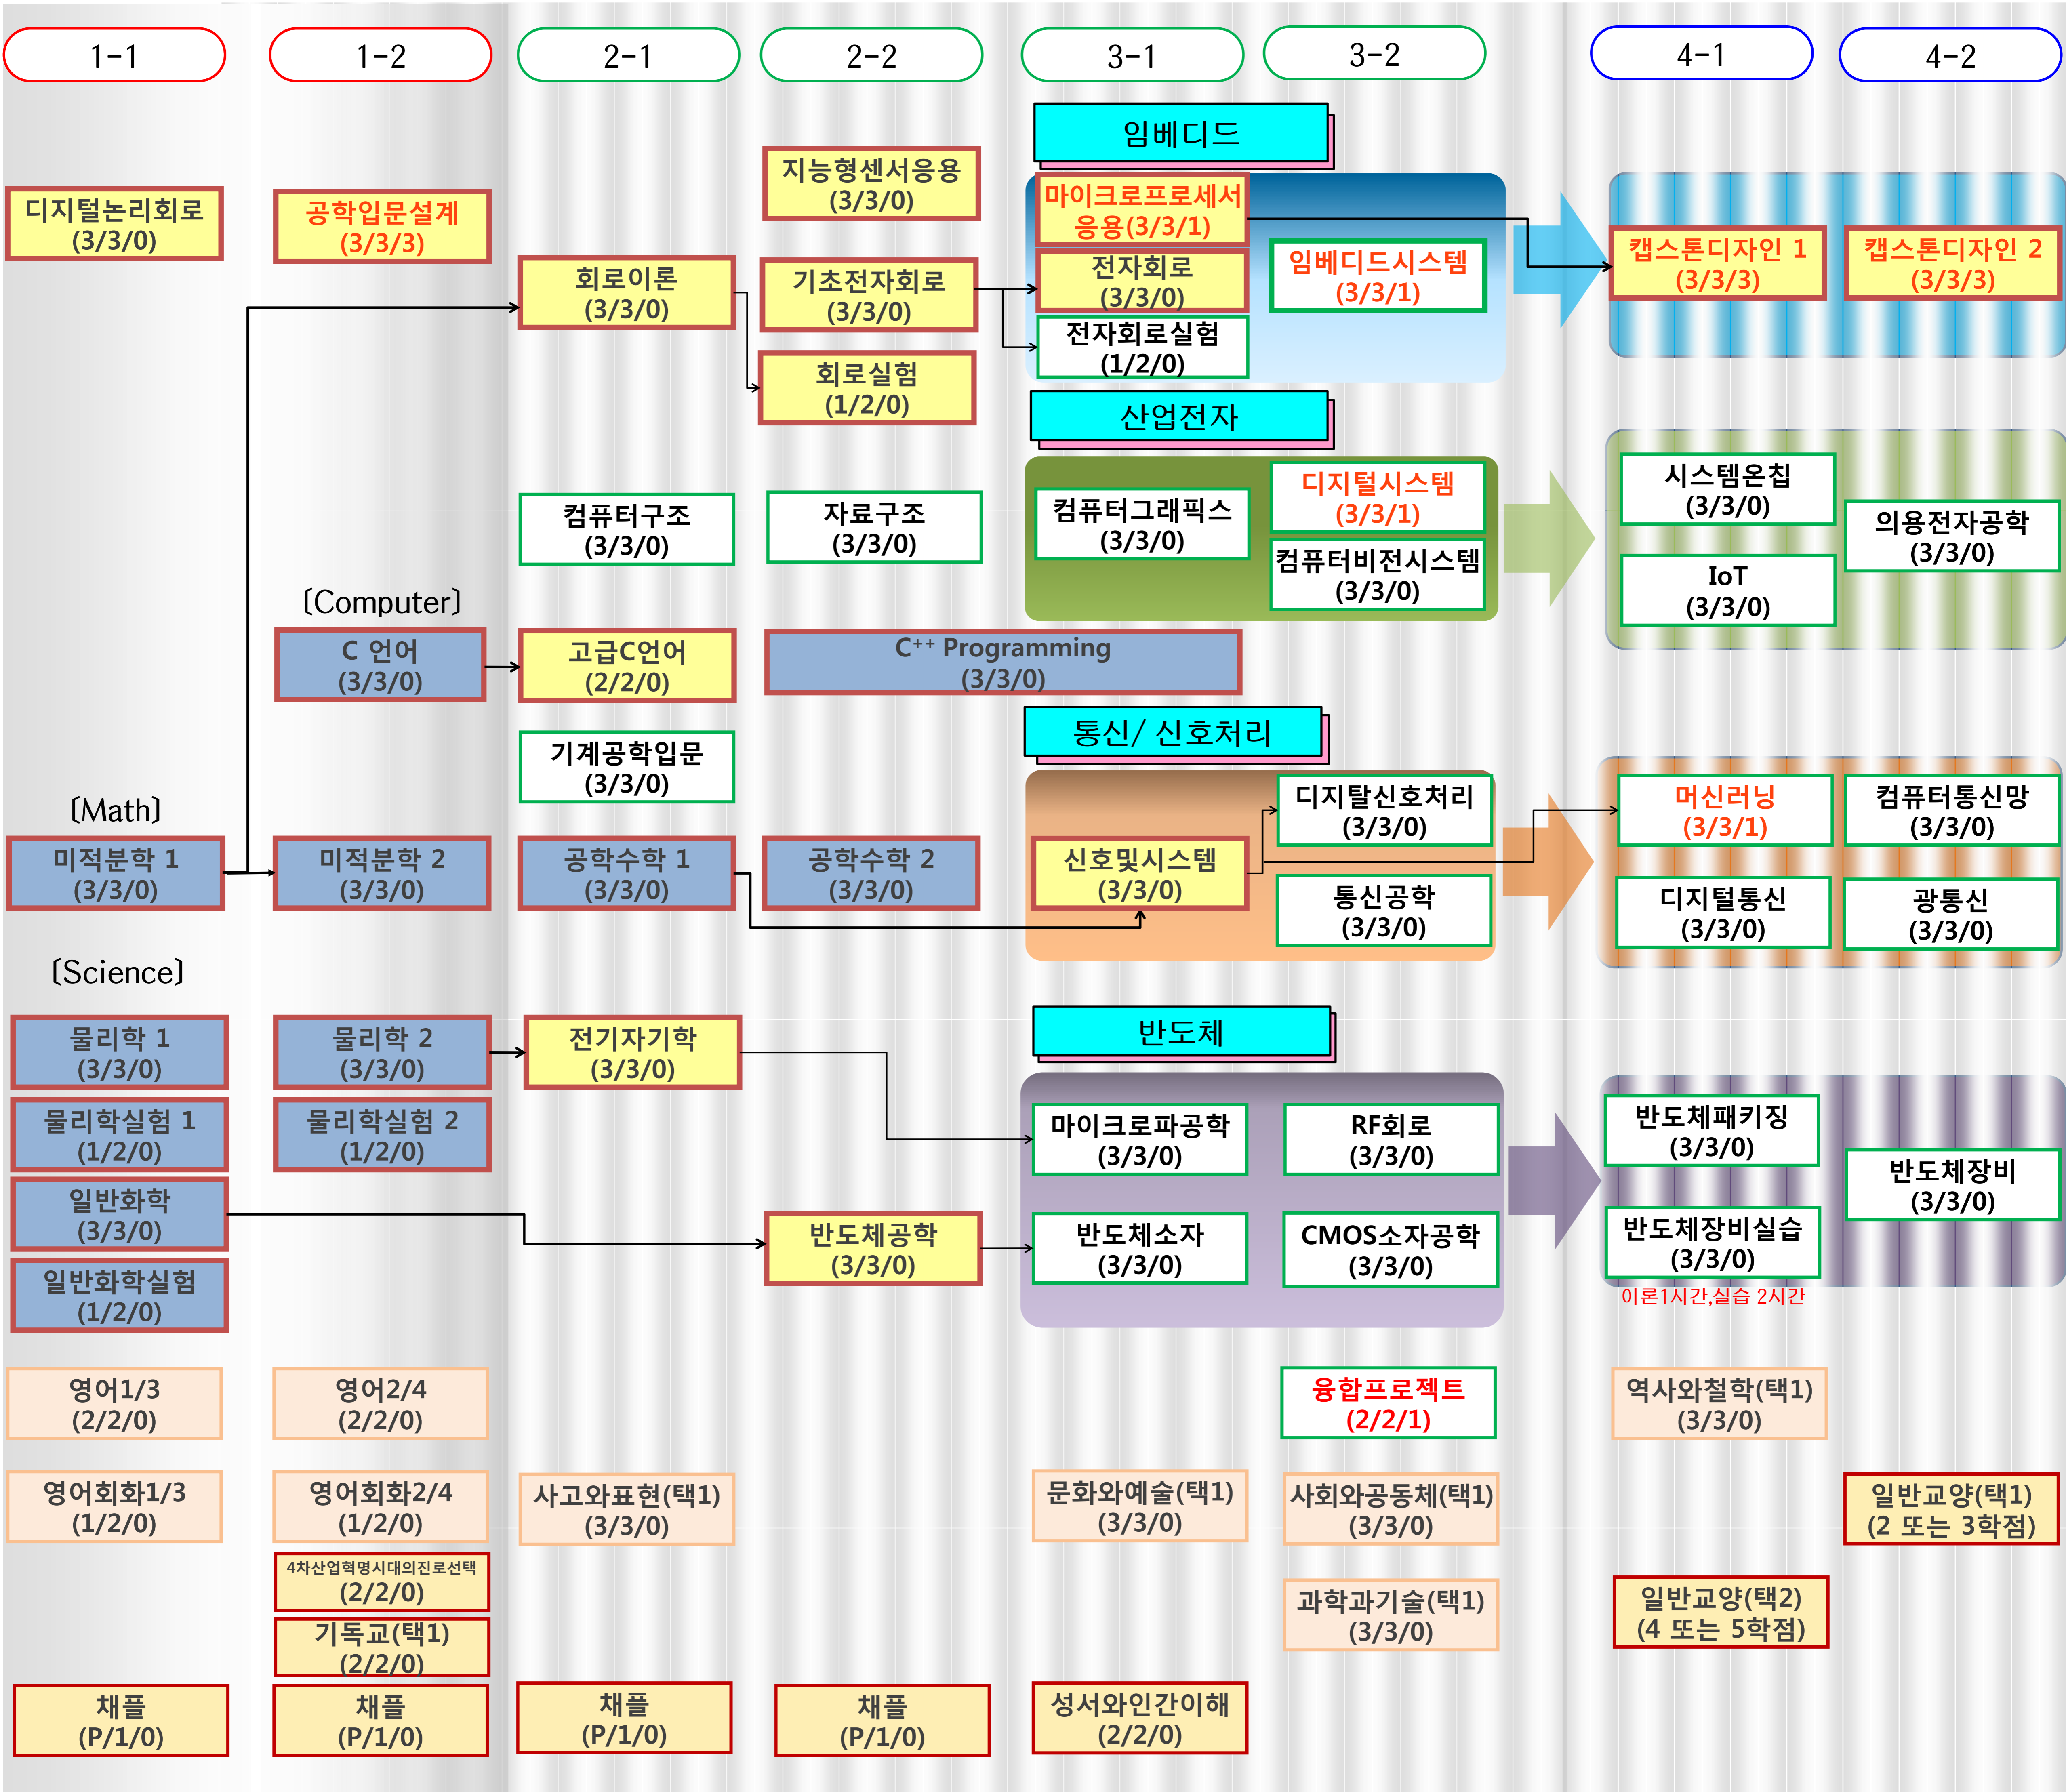 1-1
1-2
2-1
2-2
3-1
3-2
4-1
4-2
임베디드
디지털논리회로
(3/3/0)
공학입문설계
(3/3/3)
회로이론
(3/3/0)
지능형센서응용
(3/3/0)
기초전자회로
(3/3/0)
회로실험
(1/2/0)
마이크로프로세서
응용(3/3/1)
전자회로
(3/3/0)
전자회로실험
(1/2/0)
임베디드시스템
(3/3/1)
캡스톤디자인 1
(3/3/3)
캡스톤디자인 2
(3/3/3)
산업전자
컴퓨터구조
(3/3/0)
자료구조
(3/3/0)
컴퓨터그래픽스
(3/3/0)
디지털시스템
(3/3/1)
컴퓨터비전시스템
(3/3/0)
시스템온칩
(3/3/0)
IoT
(3/3/0)
의용전자공학
(3/3/0)
〔Computer〕
C 언어
(3/3/0)
고급C언어
(2/2/0)
C++ Programming
(3/3/0)
기계공학입문
(3/3/0)
통신/ 신호처리
〔Math〕
미적분학 1
(3/3/0)
미적분학 2
(3/3/0)
공학수학 1
(3/3/0)
공학수학 2
(3/3/0)
신호및시스템
(3/3/0)
디지탈신호처리
(3/3/0)
통신공학
(3/3/0)
머신러닝
(3/3/1)
컴퓨터통신망
(3/3/0)
디지털통신
(3/3/0)
광통신
(3/3/0)
〔Science〕
반도체
물리학 1
(3/3/0)
물리학 2
(3/3/0)
전기자기학
(3/3/0)
물리학실험 1
(1/2/0)
물리학실험 2
(1/2/0)
일반화학
(3/3/0)
일반화학실험
(1/2/0)
반도체공학
(3/3/0)
마이크로파공학
(3/3/0)
RF회로
(3/3/0)
반도체소자
(3/3/0)
CMOS소자공학
(3/3/0)
반도체패키징
(3/3/0)
반도체장비실습
(3/3/0)
이론1시간,실습 2시간
반도체장비
(3/3/0)
영어1/3
(2/2/0)
영어2/4
(2/2/0)
융합프로젝트
(2/2/1)
역사와철학(택1)
(3/3/0)
영어회화1/3
(1/2/0)
영어회화2/4
(1/2/0)
사고와표현(택1)
(3/3/0)
문화와예술(택1)
(3/3/0)
사회와공동체(택1)
(3/3/0)
일반교양(택1)
(2 또는 3학점)
4차산업혁명시대의진로선택
(2/2/0)
기독교(택1)
(2/2/0)
과학과기술(택1)
(3/3/0)
일반교양(택2)
(4 또는 5학점)
채플
(P/1/0)
채플
(P/1/0)
채플
(P/1/0)
채플
(P/1/0)
성서와인간이해
(2/2/0)